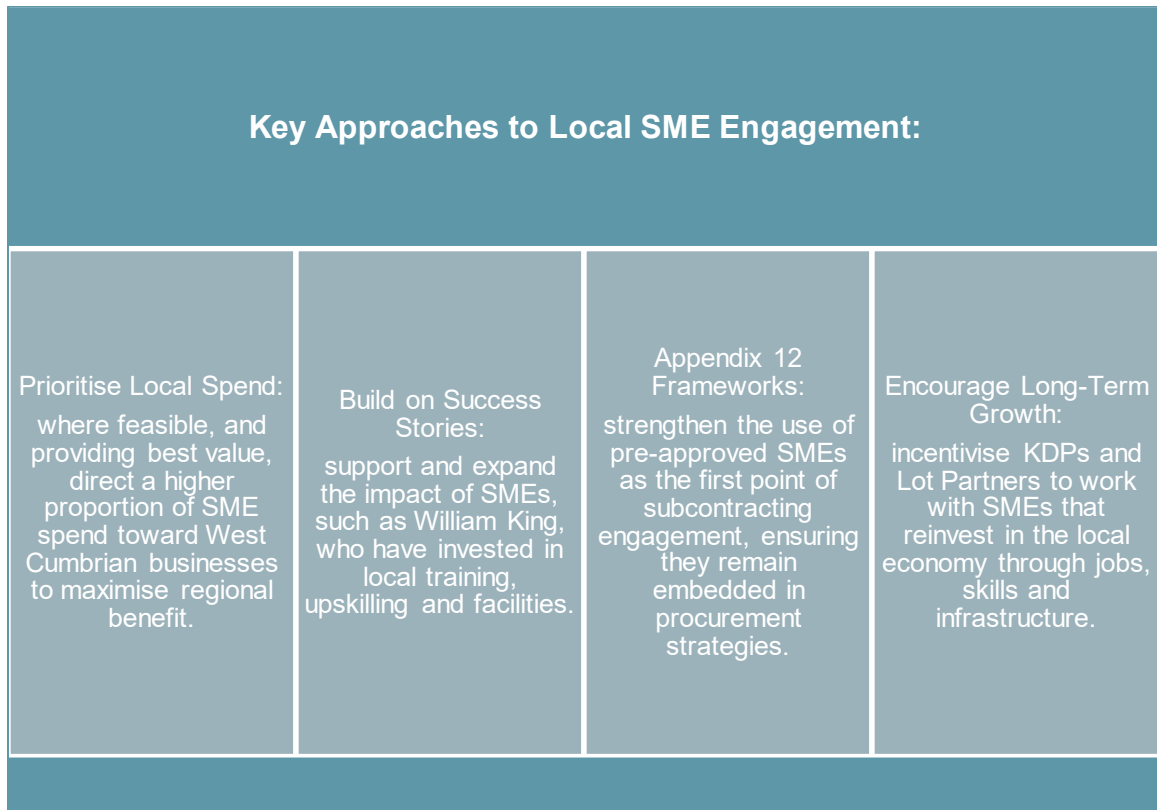 Key Approaches to Local SME Engagement:
Prioritise Local Spend:
where feasible, and
providing best value,
direct a higher
proportion of SME
spend toward West
Cumbrian businesses
to maximise regional
benefit.
Build on Success
Stories:
support and expand
the impact of SMEs,
such as William King,
who have invested in
local training,
upskilling and facilities.
Appendix 12
Frameworks:
strengthen the use of
pre-approved SMEs
as the first point of
subcontracting
engagement, ensuring
they remain
embedded in
procurement
strategies.
Encourage Long-Term
Growth:
incentivise KDPs and
Lot Partners to work
with SMEs that
reinvest in the local
economy through jobs,
skills and
infrastructure.